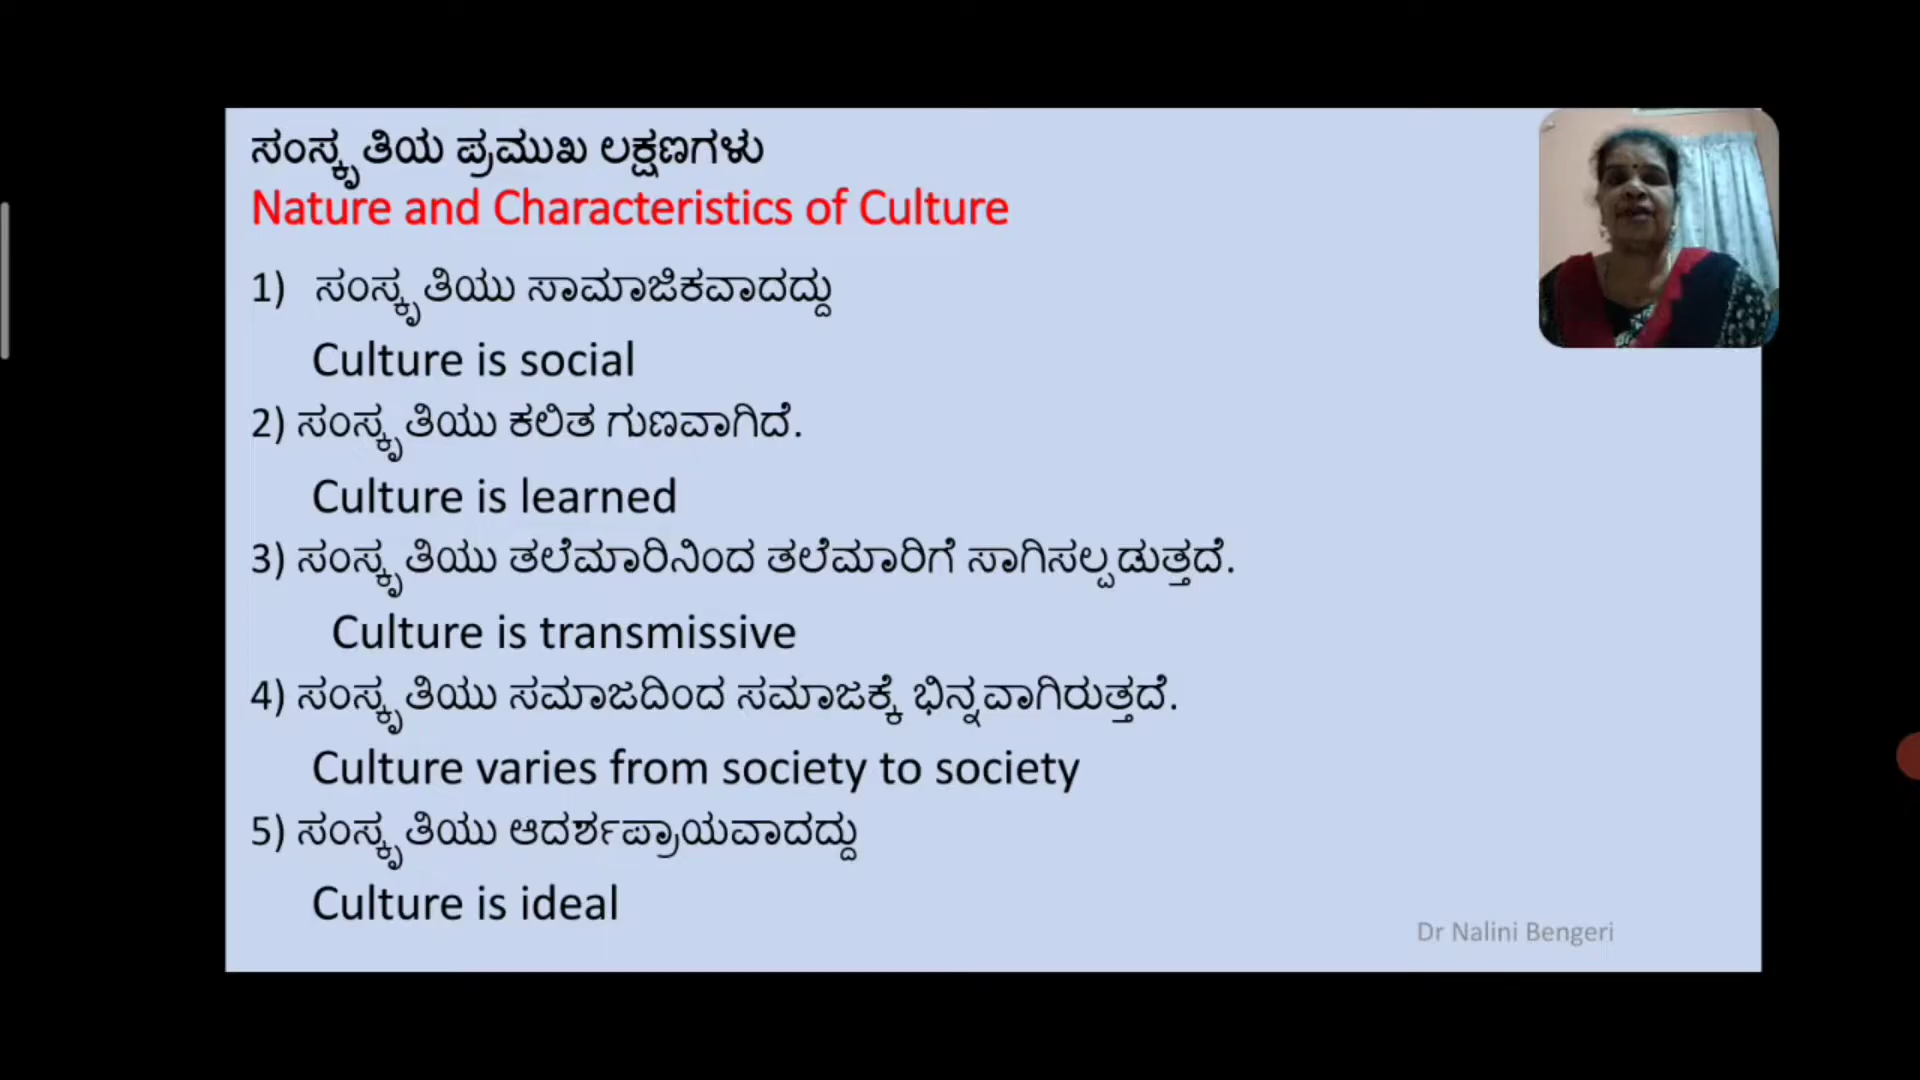 ಸಂಸ್ಕೃತಿಯ ಪ್ರಮುಖ ಲಕ್ಷಣಗಳು
Nature and Characteristics of Culture
1) ಸಂಸ್ಕೃತಿಯು ಸಾಮಾಜಿಕವಾದದ್ದು
Culture is social
2) ಸಂಸ್ಕೃತಿಯು ಕಲಿತ ಗುಣವಾಗಿದೆ.
Culture is learned
3) ಸಂಸ್ಕೃತಿಯು ತಲೆಮಾರಿನಿಂದ ತಲೆಮಾರಿಗೆ ಸಾಗಿಸಲ್ಪಡುತ್ತದೆ.
Culture is transmissive
4) ಸಂಸ್ಕೃತಿಯು ಸಮಾಜದಿಂದ ಸಮಾಜಕ್ಕೆ ಭಿನ್ನವಾಗಿರುತ್ತದೆ.
Culture varies from society to society
5) ಸಂಸ್ಕೃತಿಯು ಆದರ್ಶಪ್ರಾಯವಾದದ್ದು
Culture is ideal
Dr Nalini Bengeri